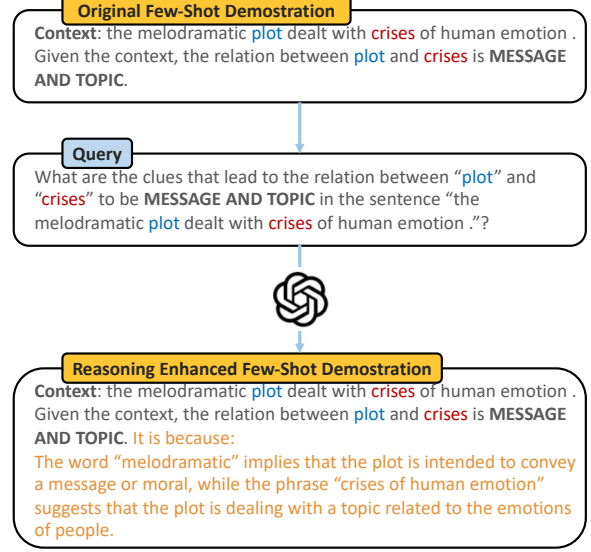 Original Few-Shot Demostration
Context: the melodramatic plot dealt with crises of human emotion .
Given the context, the relation between plot and crises is MESSAGE
AND TOPIC.
Query
What are the clues that lead to the relation between “plot” and
“crises” to be MESSAGE AND TOPIC in the sentence “the
melodramatic plot dealt with crises of human emotion .”?
Reasoning Enhanced Few-Shot Demostration
Context: the melodramatic plot dealt with crises of human emotion .
Given the context, the relation between plot and crises is MESSAGE
AND TOPIC. It is because:
The word “melodramatic” implies that the plot is intended to convey
a message or moral, while the phrase “crises of human emotion”
suggests that the plot is dealing with a topic related to the emotions
of people.